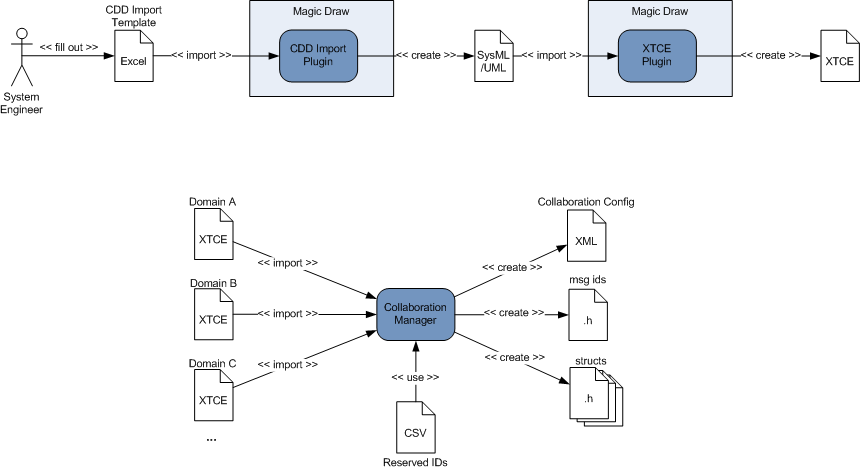 CDD Import
Template
Magic Draw
Magic Draw
<< fill out >>
<< import >>
CDD Import
Plugin
<< create >>
SysML
/UML
<< import >>
XTCE
Plugin
<< create >>
Excel
XTCE
System
Engineer
Domain A
XTCE
<< import >>
Domain B
XTCE
<< import >>
Domain C
XTCE
<< import >>
...
Collaboration
Manager
<< use >>
CSV
Reserved IDs
Collaboration Config
XML
<< create >>
msg ids
.h
<< create >>
structs
.h
<< create >>